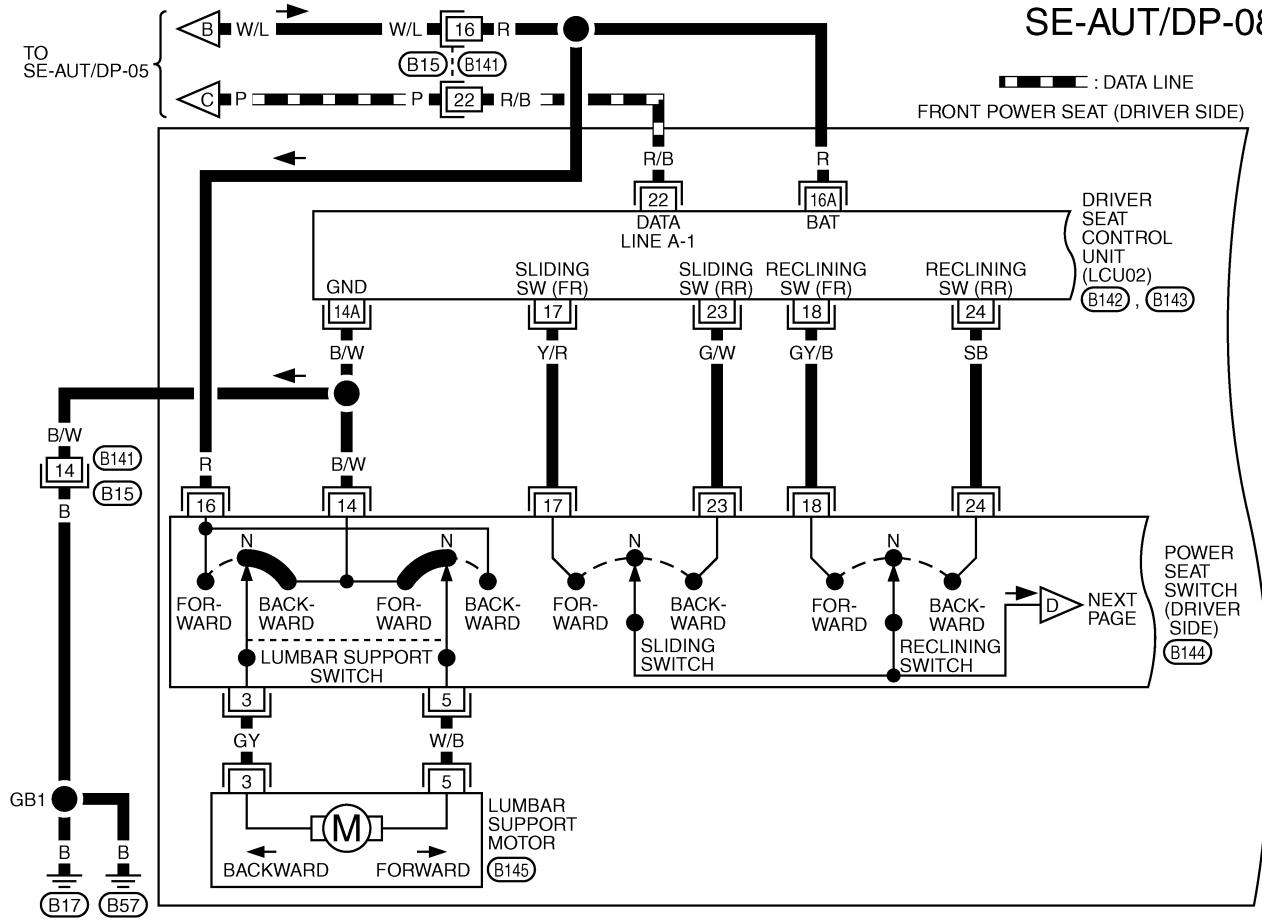 SE-AUT/DP-08
TO
SE-AUT/DP-05
B W/L W/L 16 R
B15 B141
C P P 22 R/B
: DATA LINE
FRONT POWER SEAT (DRIVER SIDE)
R/B R
22 16A
DATA
LINE A-1
BAT
DRIVER
SEAT
CONTROL
UNIT
(LCU02)
B142 , B143
GND
SLIDING
SW (FR)
SLIDING
SW (RR)
RECLINING
SW (FR)
RECLINING
SW (RR)
14A 17 23 18 24
B/W Y/R G/W GY/B SB
B/W
14
B141
B15
B
R B/W
16 14 17 23 18 24
N N N N
FOR-
WARD
BACK-
WARD
FOR-
WARD
BACK-
WARD
FOR-
WARD
BACK-
WARD
FOR-
WARD
BACK-
WARD
D NEXT
PAGE
POWER
SEAT
SWITCH
(DRIVER
SIDE)
B144
LUMBAR SUPPORT
SWITCH
SLIDING
SWITCH
RECLINING
SWITCH
3 5
GY W/B
3 5
M
BACKWARD FORWARD
LUMBAR
SUPPORT
MOTOR
B145
GB1
B B
B17 B57